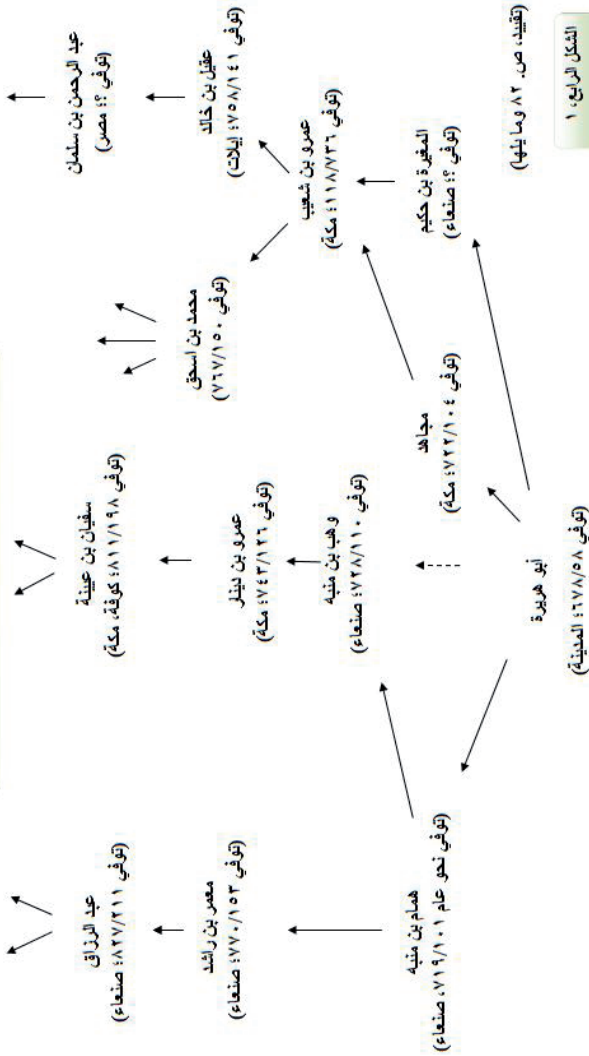 عبد الرحمن بن سلمان
(توفي ؟؛ مصر)
عقيل بن خالد
(توفي ٧٥٨/١٤١؛ إيلات)
عمرو بن شعيب
(توفي ١١٨/٧٣٦؛ مكة)
المغيرة بن حكيم
(توفي ؟؛ صنعاء)
محمد بن اسحق
(توفي ٧٦٧/١٥٠)
مجاهد
(توفي ٧٢٢/١٠٤؛ مكة)
سفيان بن عيينة
(توفي ٨١١/١٩٨؛ كوفة، مكة)
عمرو بن دينار
(توفي ٧٤٣/١٢٦؛ مكة)
وهب بن منبه
(توفي ٧٢٨/١١٠؛ صنعاء)
أبو هريرة
(توفي ٦٧٨/٥٨؛ المدينة)
عبد الرزاق
(توفي ٨٢٧/٢١١؛ صنعاء)
معمر بن راشد
(توفي ٧٧٠/١٥٣؛ صنعاء)
همام بن منبه
(توفي نحو عام ٧١٩/١٠١، صنعاء)
(تقييد، ص. ٨٢ وما يلها)
الشكل الرابع، ١